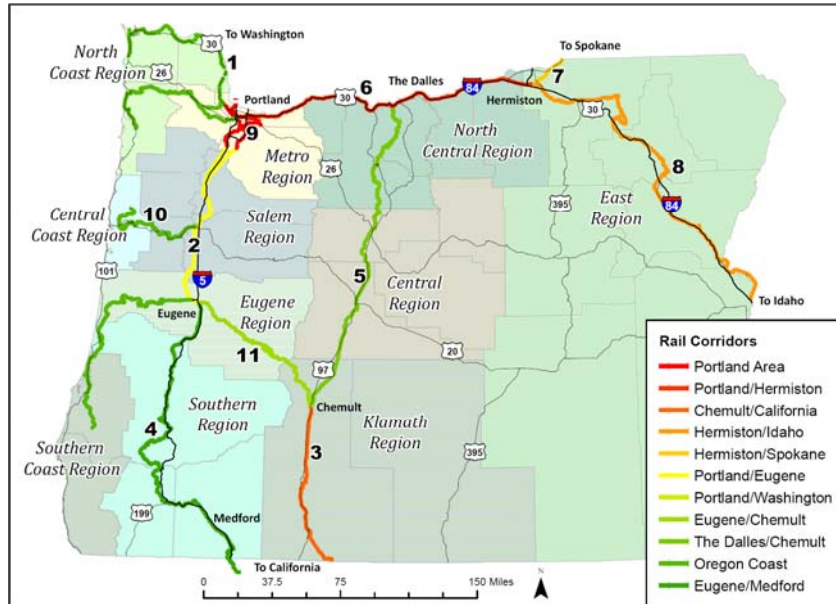 To Washington
30
North
Coast Region
26
1
To Spokane
7
6
The Dalles
84
Portland
30
Hermiston
30
9
Metro
Region
North
Central Region
8
26
395
East
Region
84
10
Salem
Region
Central
Coast Region
2
101
5
5
Central
Region
To Idaho
Eugene
Eugene
Region
11
97
20
Chemult
Southern
Region
Klamath
Region
4
3
395
Southern
Coast Region
199
Medford
To California
0 37.5 75 150 Miles
N
Rail Corridors
Portland Area
Portland/Hermiston
Chemult/California
Hermiston/Idaho
Hermiston/Spokane
Portland/Eugene
Portland/Washington
Eugene/Chemult
The Dalles/Chemult
Oregon Coast
Eugene/Medford